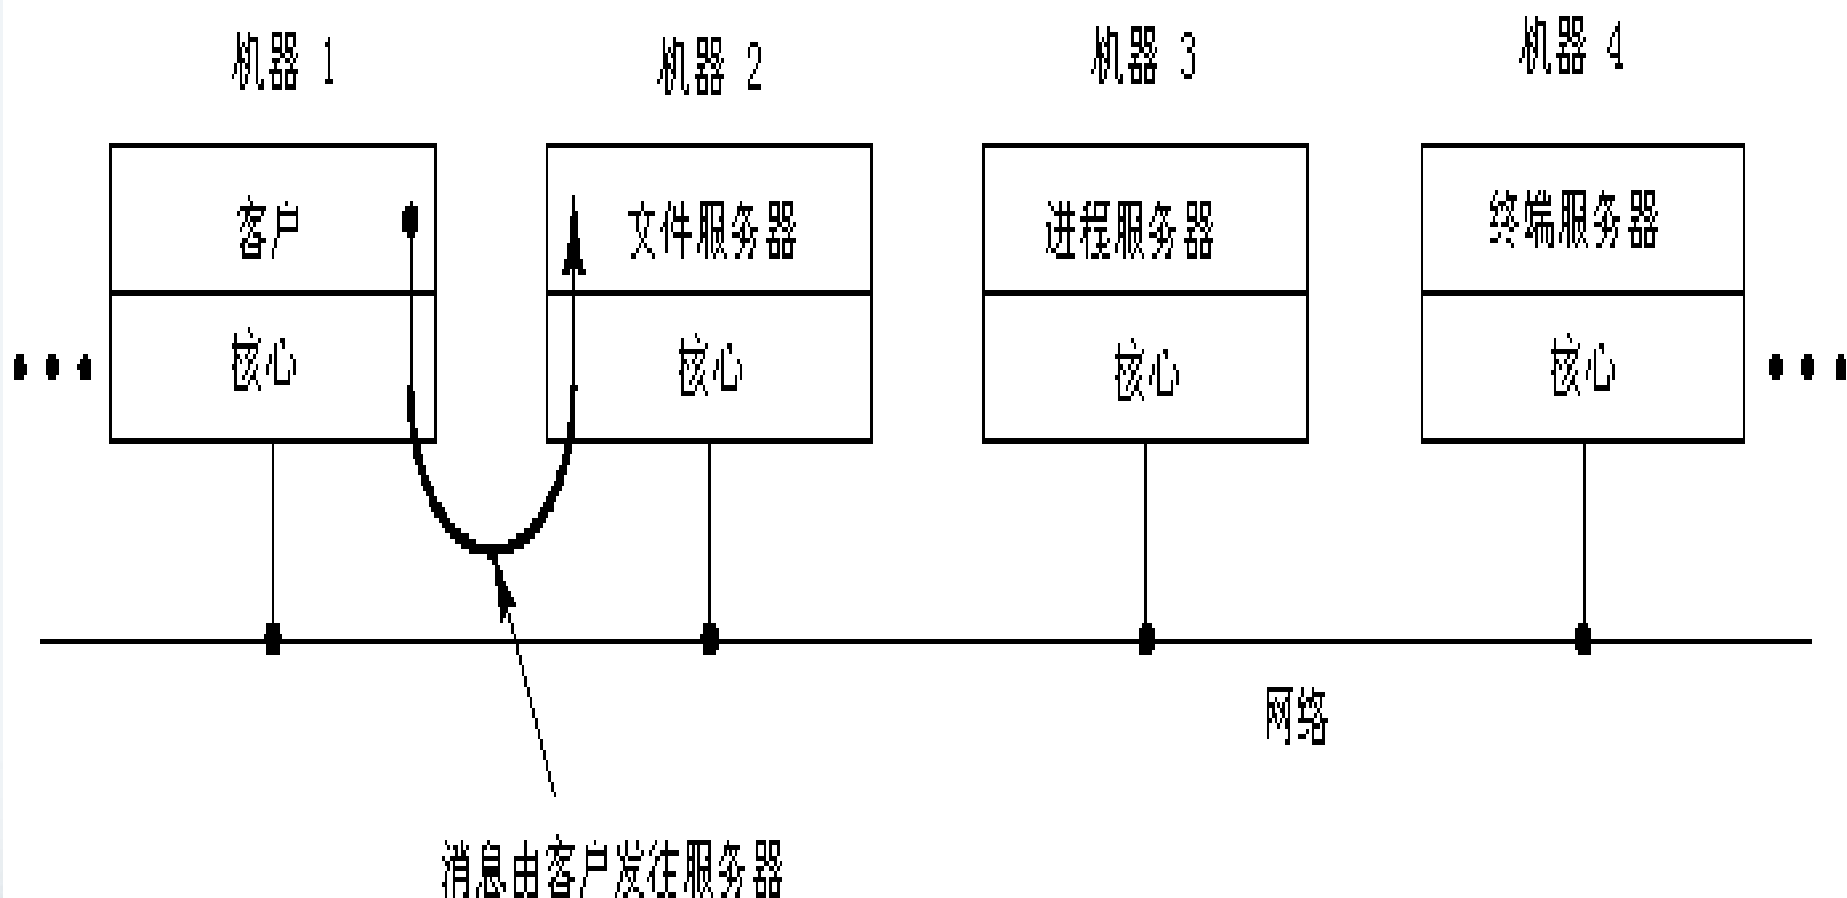 机器 1 机器 2 机器 3 机器 4
客户 文件服务器 进程服务器 终端服务器
核心 核心 核心 核心
网络
消息由客户发往服务器